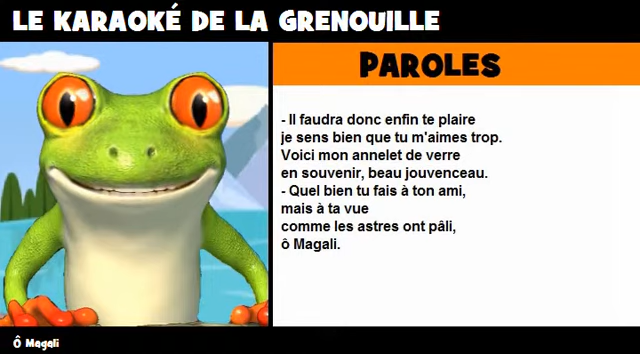 LE KARAOKÉ DE LA GRENOUILLE
PAROLES
- Il faudra donc enfin te plaire
je sens bien que tu m'aimes trop.
Voici mon annelet de verre
en souvenir, beau jouvenceau.
- Quel bien tu fais à ton ami,
mais à ta vue
comme les astres ont pâli,
ô Magali.
Ô Magali